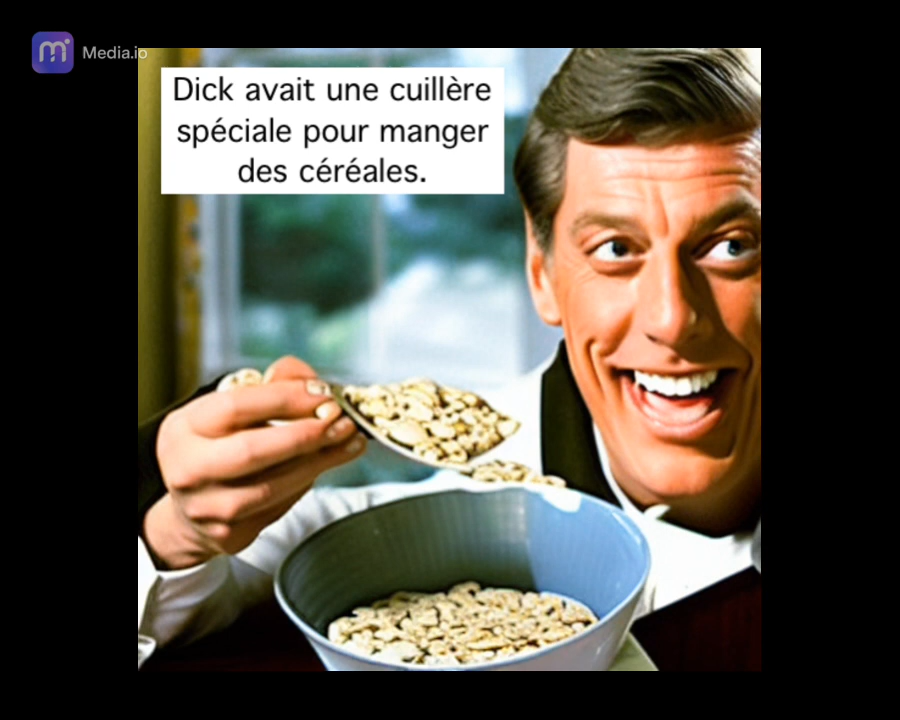 Media.io
Dick avait une cuillère
spéciale pour manger
des céréales.